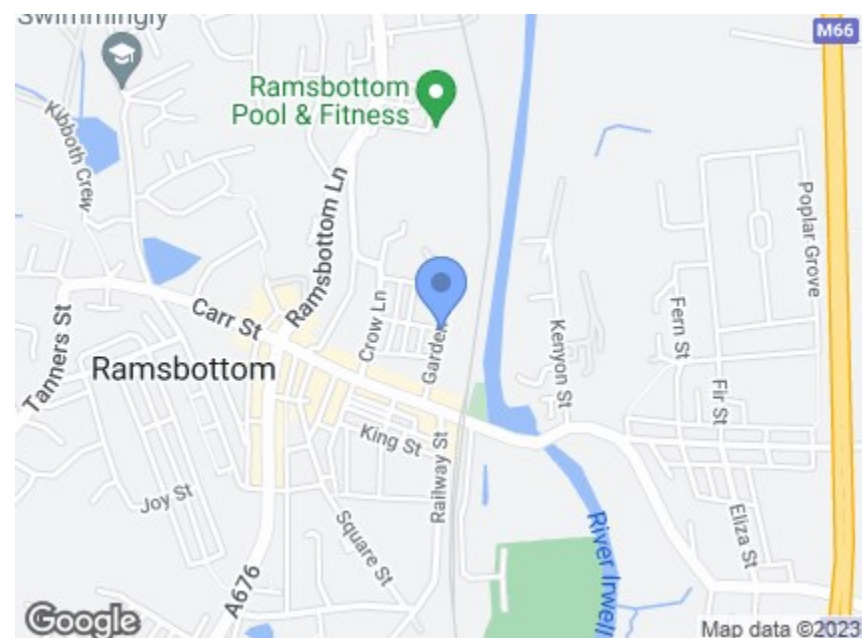 Swimmingly
M66
Ramsbottom
Pool & Fitness
Kibboth Crew
Ramsbottom Ln
Poplar Grove
Tanners St
Carr St
Crow Ln
Garden
Kenyon St
Fern St
Fir St
Ramsbottom
King St
Railway St
Joy St
Square St
Eliza St
River Irwell
A676
Google
Map data ©2023